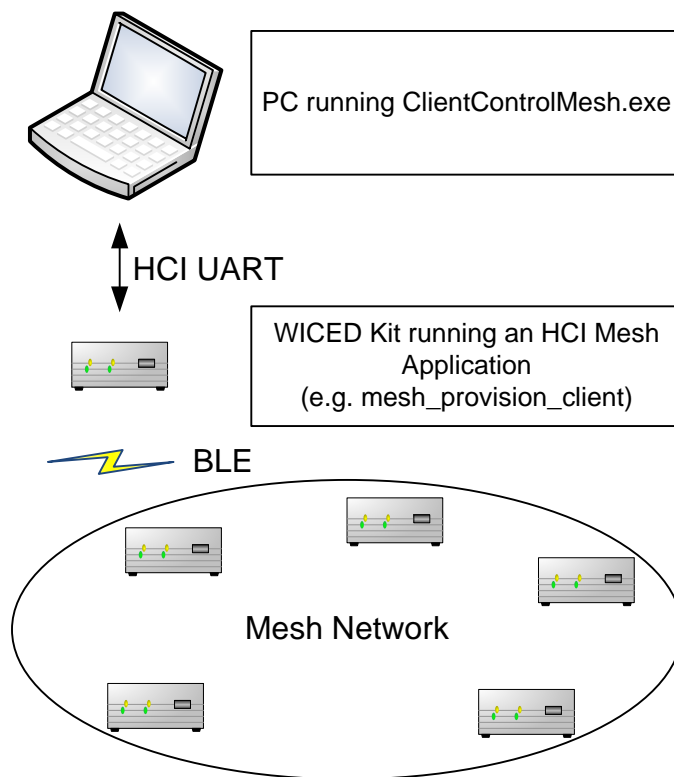 PC running ClientControlMesh.exe
HCI UART
WICED Kit running an HCI Mesh
Application
(e.g. mesh_provision_client)
BLE
Mesh Network